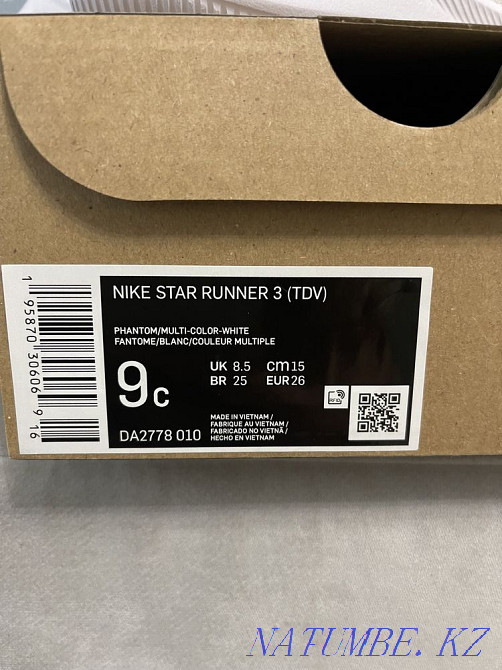 NIKE STAR RUNNER 3 (TDV)
PHANTOM/MULTI-COLOR-WHITE
FANTOME/BLANC/COULEUR MULTIPLE
9 C
UK 8.5 cm 15
BR 25 EUR 26
DA2778 010
MADE IN VIETNAM /
FABRIQUE AU VIETNAM /
FABRICADO NO VIETNÃ /
HECHO EN VIETNAM
1 95870 30606 9 16
NATUMBE. KZ